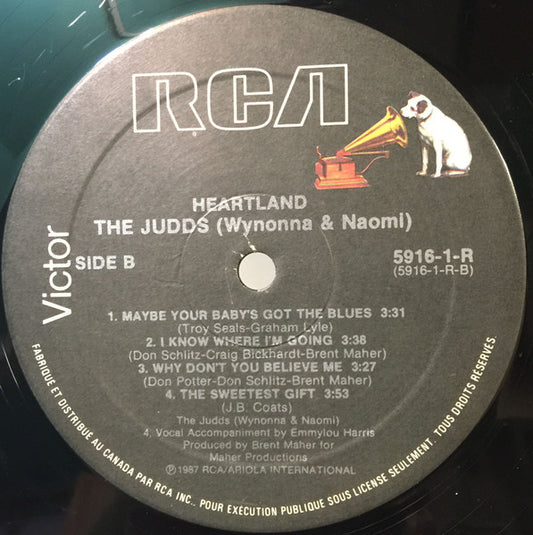 RCA
HEARTLAND
THE JUDDS (Wynonna & Naomi)
Victor
SIDE B
5916-1-R
(5916-1-R-B)
1. MAYBE YOUR BABY'S GOT THE BLUES 3:31
(Troy Seals-Graham Lyle)
2. I KNOW WHERE I'M GOING 3:38
(Don Schlitz-Craig Bickhardt-Brent Maher)
3. WHY DON'T YOU BELIEVE ME 3:27
(Don Potter-Don Schlitz-Brent Maher)
4. THE SWEETEST GIFT 3:53
(J.B. Coats)
The Judds (Wynonna & Naomi)
4. Vocal Accompaniment by Emmylou Harris
Produced by Brent Maher for
Maher Productions
℗1987 RCA/ARIOLA INTERNATIONAL
FABRIQUÉ ET DISTRIBUÉ AU CANADA PAR RCA INC., POUR EXÉCUTION PUBLIQUE SOUS LICENSE SEULEMENT. TOUS DROITS RÉSERVÉS.